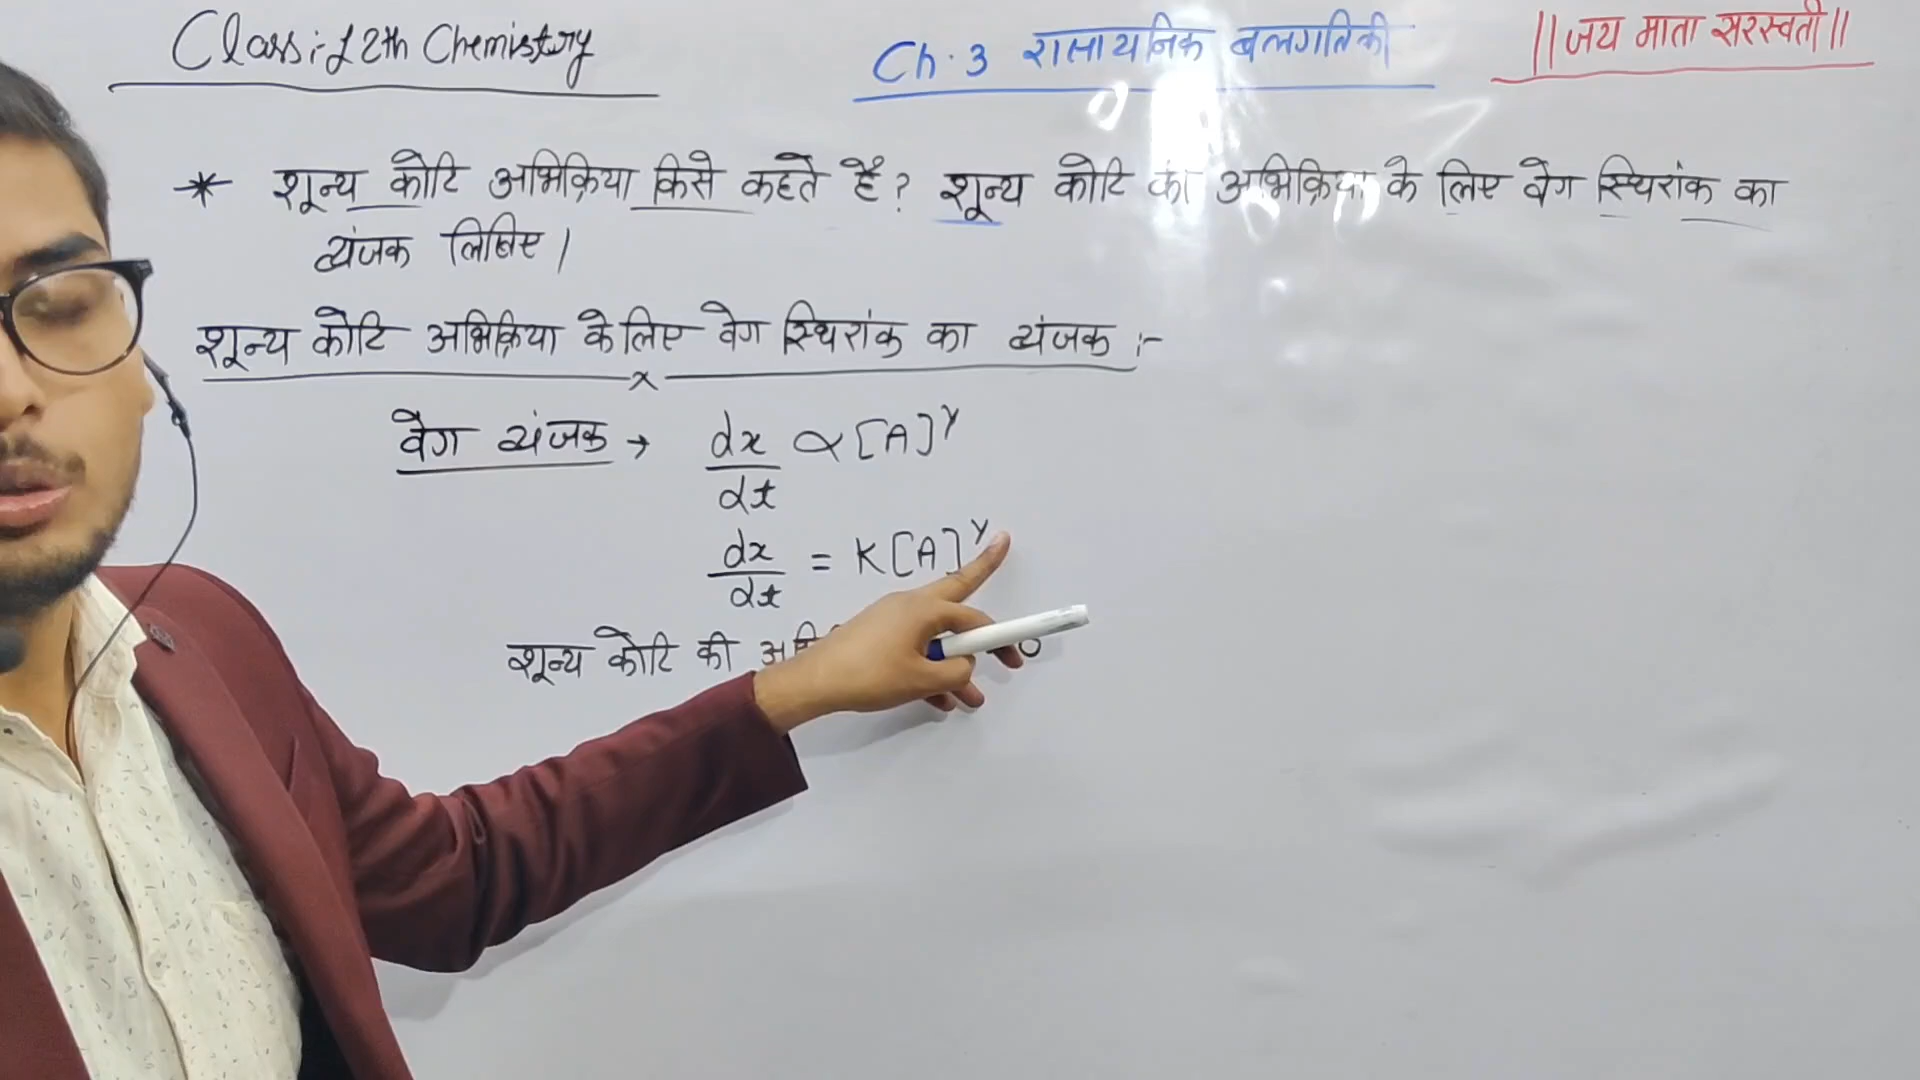 Class:- 12th Chemistry
Ch. 3 रासायनिक बलगतिकी
||जय माता सरस्वती||
* शून्य कोटि अभिक्रिया किसे कहते हैं? शून्य कोटि का अभिक्रिया के लिए वेग स्थिरांक का
व्यंजक लिखिए।
शून्य कोटि अभिक्रिया के लिए वेग स्थिरांक का व्यंजक :-
x
वेग व्यंजक → dx/dt ∝ [A]^γ
dx/dt = K[A]^γ
शून्य कोटि की 0